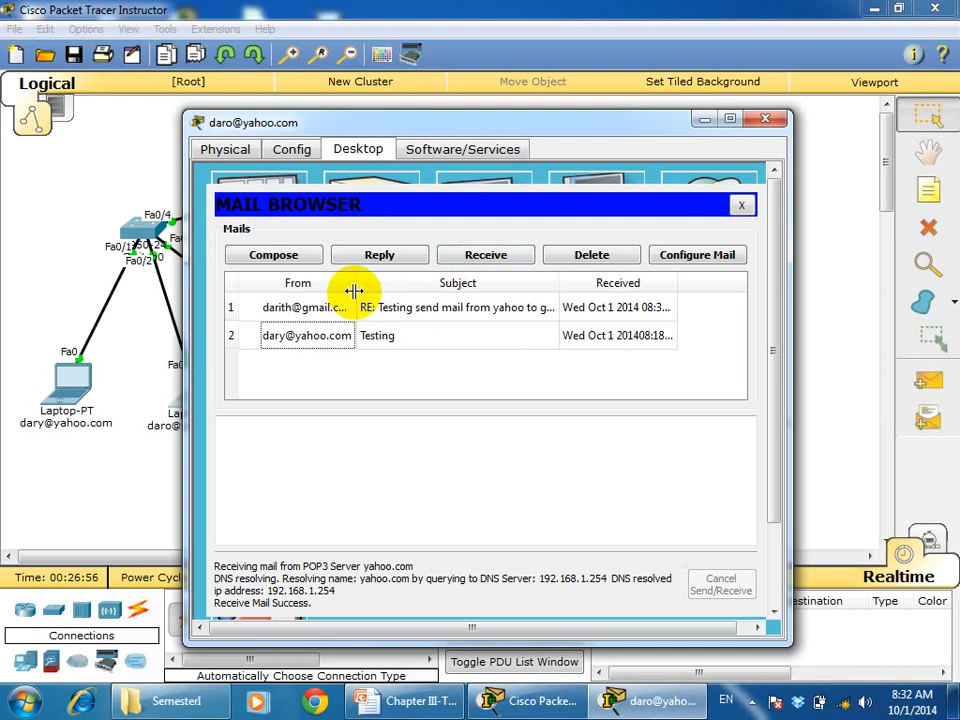 Cisco Packet Tracer Instructor
File Edit Options View Tools Extensions Help
Logical [Root] New Cluster Move Object Set Tiled Background Viewport
daro@yahoo.com
Physical Config Desktop Software/Services
MAIL BROWSER X
Mails
Compose Reply Receive Delete Configure Mail
From Subject Received
1 darith@gmail.c... RE: Testing send mail from yahoo to g... Wed Oct 1 2014 08:3...
2 dary@yahoo.com Testing Wed Oct 1 201408:18...
Fa0/4
Fa0/1
Fa0/2
Fa0
Laptop-PT
dary@yahoo.com
Receiving mail from POP3 Server yahoo.com
DNS resolving. Resolving name: yahoo.com by querying to DNS Server: 192.168.1.254 DNS resolved
ip address: 192.168.1.254
Receive Mail Success.
Cancel
Send/Receive
Time: 00:26:56 Power Cycl
Realtime
Connections
Automatically Choose Connection Type
Toggle PDU List Window
Type Color
SemesterI
Chapter III-T...
Cisco Packe...
daro@yaho...
EN
8:32 AM
10/1/2014